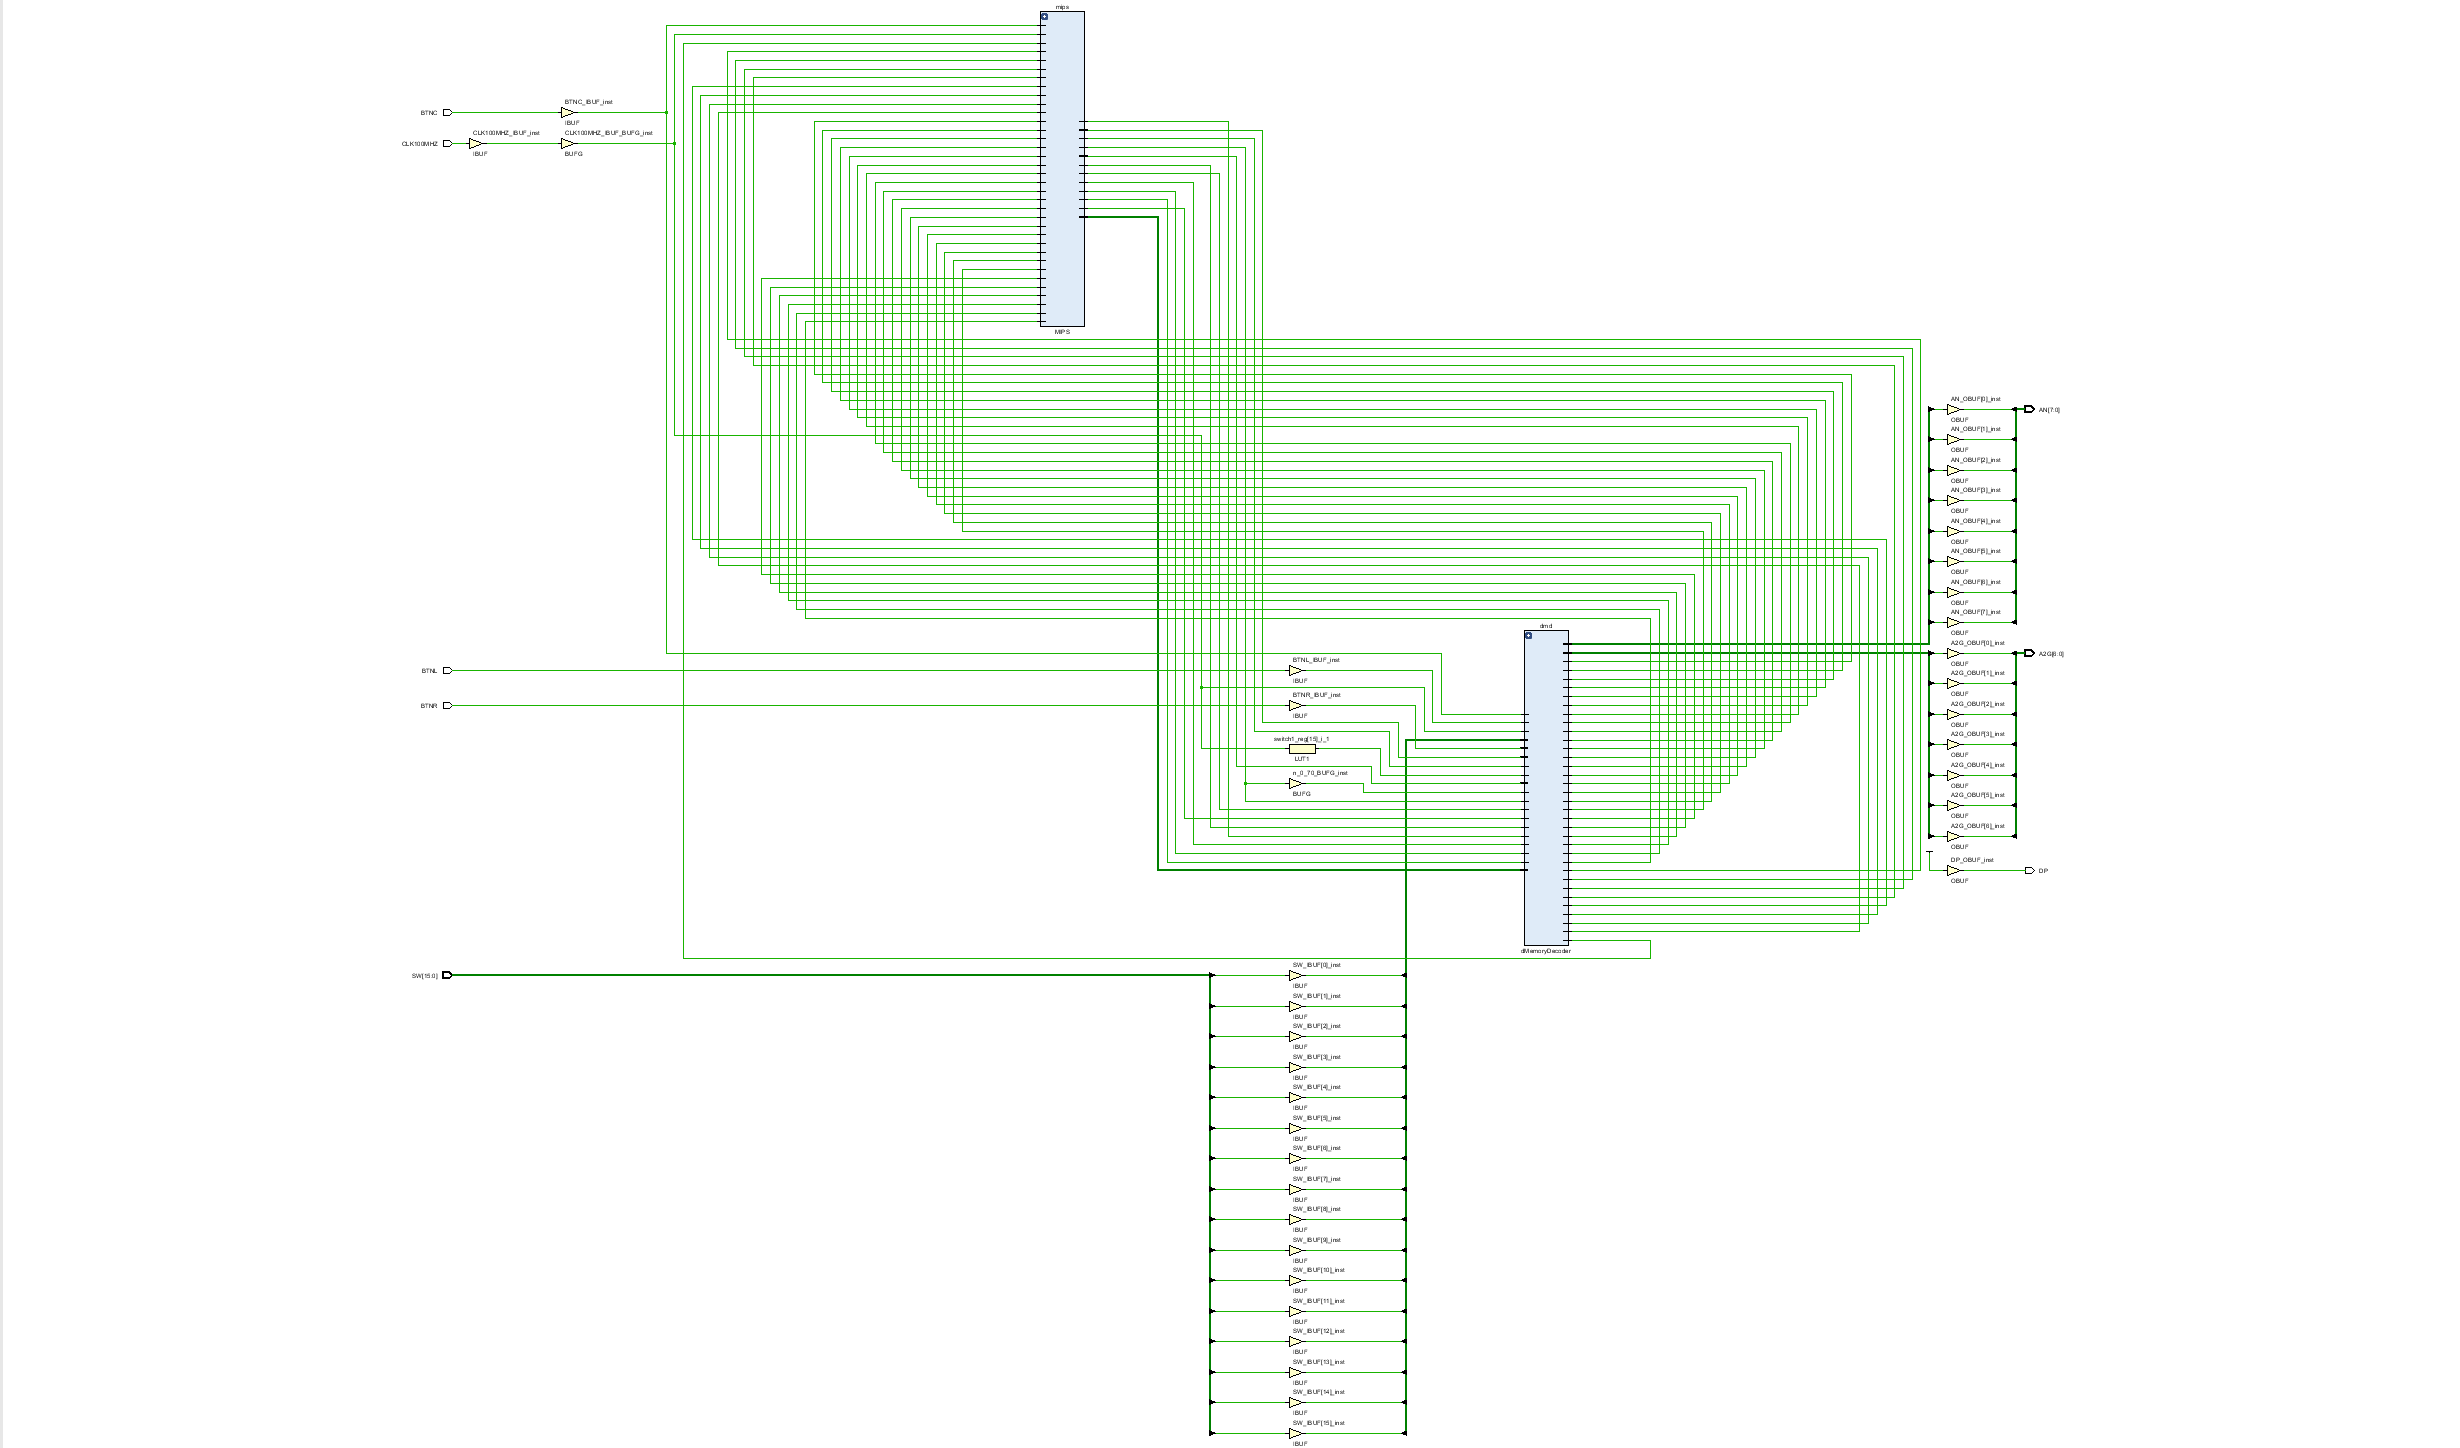 mips
MIPS
BTNC
BTNC_IBUF_inst
IBUF
CLK100MHZ
CLK100MHZ_IBUF_inst
IBUF
CLK100MHZ_IBUF_BUFG_inst
BUFG
AN_OBUF[0]_inst
OBUF
AN[7:0]
AN_OBUF[1]_inst
OBUF
AN_OBUF[2]_inst
OBUF
AN_OBUF[3]_inst
OBUF
AN_OBUF[4]_inst
OBUF
AN_OBUF[5]_inst
OBUF
AN_OBUF[6]_inst
OBUF
AN_OBUF[7]_inst
OBUF
dmd
dMemoryDecoder
A2G_OBUF[0]_inst
OBUF
A2G[6:0]
A2G_OBUF[1]_inst
OBUF
A2G_OBUF[2]_inst
OBUF
A2G_OBUF[3]_inst
OBUF
A2G_OBUF[4]_inst
OBUF
A2G_OBUF[5]_inst
OBUF
A2G_OBUF[6]_inst
OBUF
DP_OBUF_inst
OBUF
DP
BTNL
BTNL_IBUF_inst
IBUF
BTNR
BTNR_IBUF_inst
IBUF
switch1_reg[15]_i_1
LUT1
n_0_70_BUFG_inst
BUFG
SW[15:0]
SW_IBUF[0]_inst
IBUF
SW_IBUF[1]_inst
IBUF
SW_IBUF[2]_inst
IBUF
SW_IBUF[3]_inst
IBUF
SW_IBUF[4]_inst
IBUF
SW_IBUF[5]_inst
IBUF
SW_IBUF[6]_inst
IBUF
SW_IBUF[7]_inst
IBUF
SW_IBUF[8]_inst
IBUF
SW_IBUF[9]_inst
IBUF
SW_IBUF[10]_inst
IBUF
SW_IBUF[11]_inst
IBUF
SW_IBUF[12]_inst
IBUF
SW_IBUF[13]_inst
IBUF
SW_IBUF[14]_inst
IBUF
SW_IBUF[15]_inst
IBUF